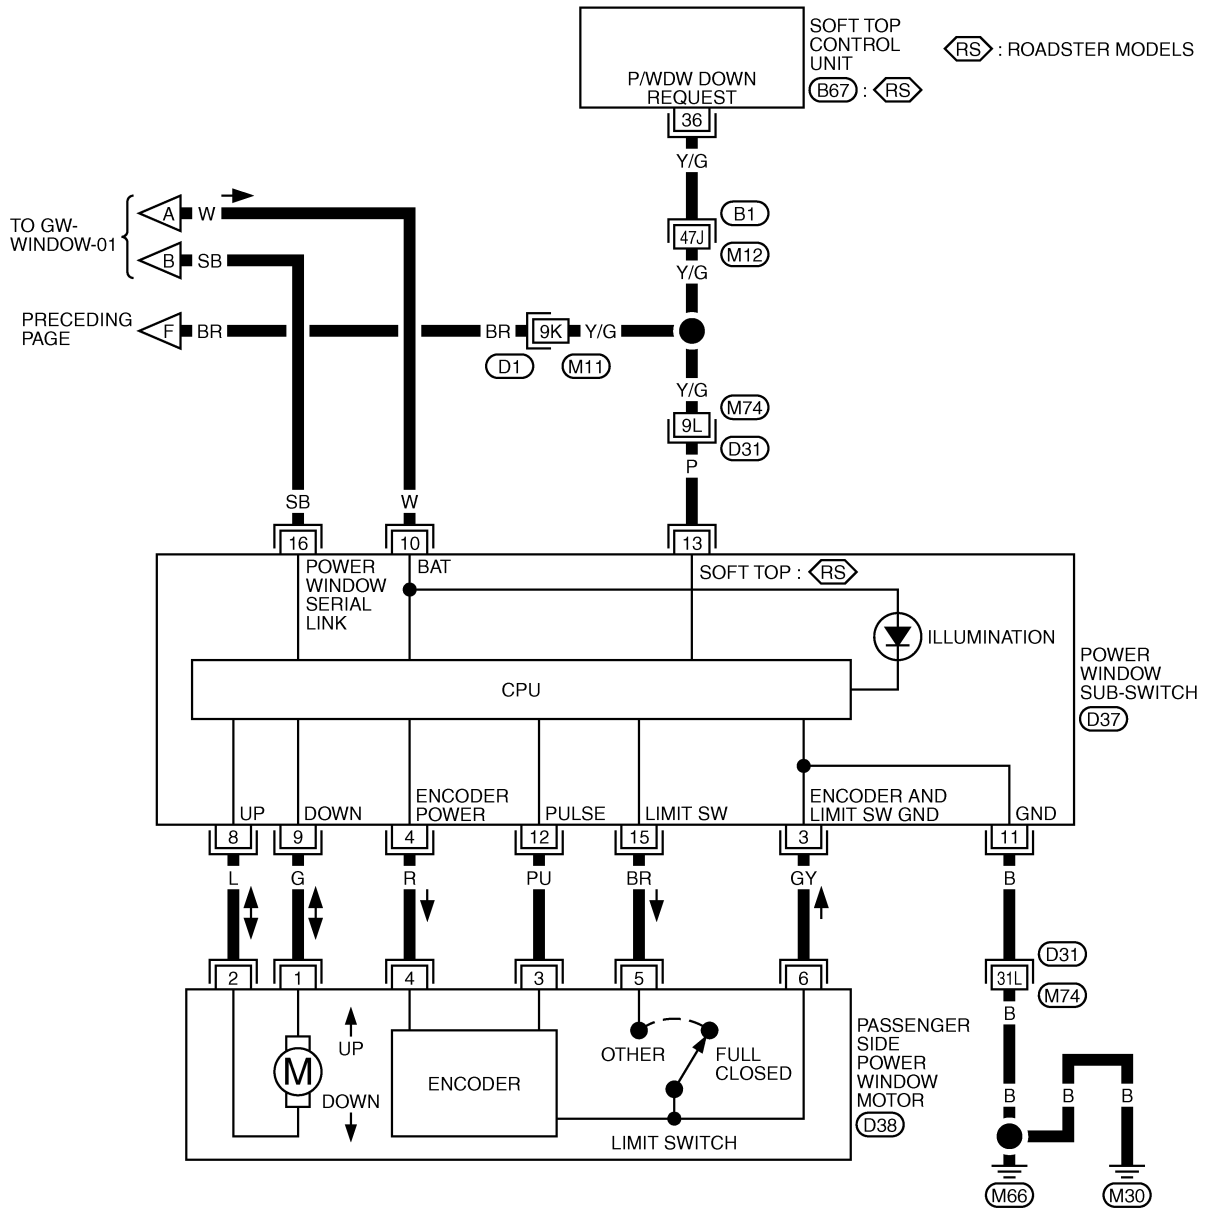 SOFT TOP
CONTROL
UNIT
B67 : RS
RS : ROADSTER MODELS
P/WDW DOWN
REQUEST
36
Y/G
B1
47J
M12
Y/G
TO GW-
WINDOW-01
A W
B SB
PRECEDING
PAGE
F BR
BR 9K Y/G
D1 M11
Y/G
M74
9L
D31
P
SB W
16 10 13
POWER
WINDOW
SERIAL
LINK
BAT
SOFT TOP : RS
ILLUMINATION
CPU
POWER
WINDOW
SUB-SWITCH
D37
UP
DOWN
ENCODER
POWER
PULSE
LIMIT SW
ENCODER AND
LIMIT SW GND
GND
8 9 4 12 15 3 11
L G R PU BR GY B
2 1 4 3 5 6
D31
31L
M74
B
UP
M
DOWN
ENCODER
OTHER
FULL
CLOSED
LIMIT SWITCH
PASSENGER
SIDE
POWER
WINDOW
MOTOR
D38
B B B
M66 M30